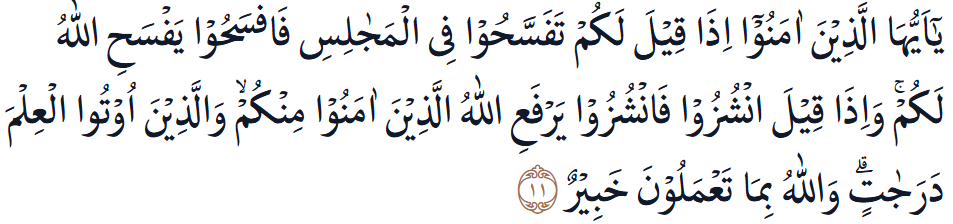 يٰۤاَيُّهَا الَّذِيْنَ اٰمَنُوْۤا اِذَا قِيْلَ لَكُمْ تَفَسَّحُوْا فِى الْمَجٰلِسِ فَافْسَحُوْا يَفْسَحِ اللّٰهُ
لَكُمْ‌ۚ وَاِذَا قِيْلَ انْشُزُوْا فَانْشُزُوْا يَرْفَعِ اللّٰهُ الَّذِيْنَ اٰمَنُوْا مِنْكُمْ ۙ وَالَّذِيْنَ اُوْتُوا الْعِلْمَ
دَرَجٰتٍ ‌ؕ وَاللّٰهُ بِمَا تَعْمَلُوْنَ خَبِيْرٌ ١١